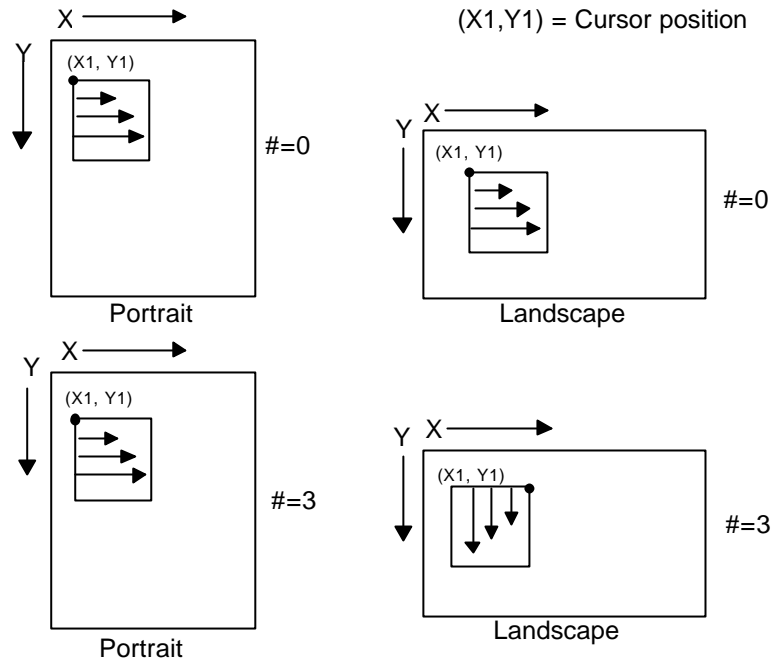 X
(X1,Y1) = Cursor position
Y
(X1, Y1)
#=0
Portrait
X
Y
(X1, Y1)
#=0
Landscape
X
Y
(X1, Y1)
#=3
Portrait
X
Y
(X1, Y1)
#=3
Landscape